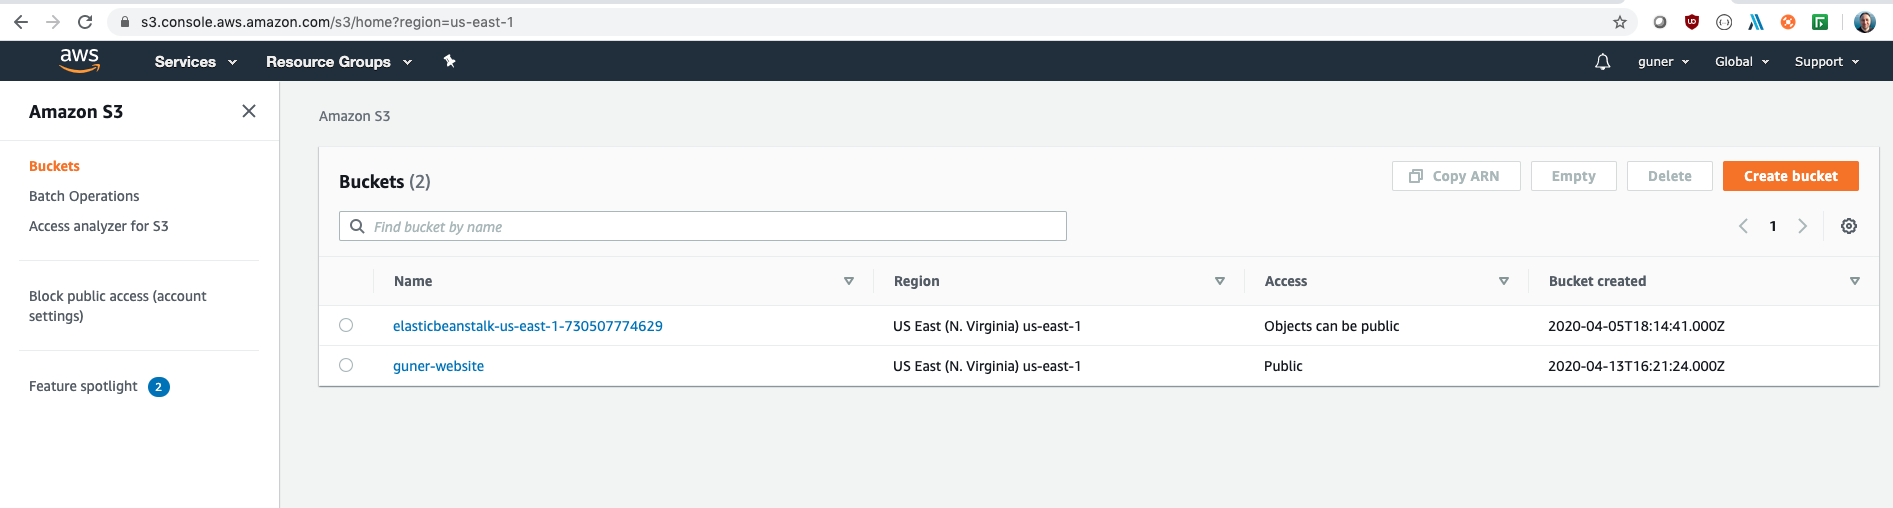 s3.console.aws.amazon.com/s3/home?region=us-east-1
aws Services Resource Groups guner Global Support
Amazon S3
Buckets
Batch Operations
Access analyzer for S3
Block public access (account
settings)
Feature spotlight 2
Amazon S3
Buckets (2) Copy ARN Empty Delete Create bucket
Find bucket by name 1
Name Region Access Bucket created
elasticbeanstalk-us-east-1-730507774629 US East (N. Virginia) us-east-1 Objects can be public 2020-04-05T18:14:41.000Z
guner-website US East (N. Virginia) us-east-1 Public 2020-04-13T16:21:24.000Z